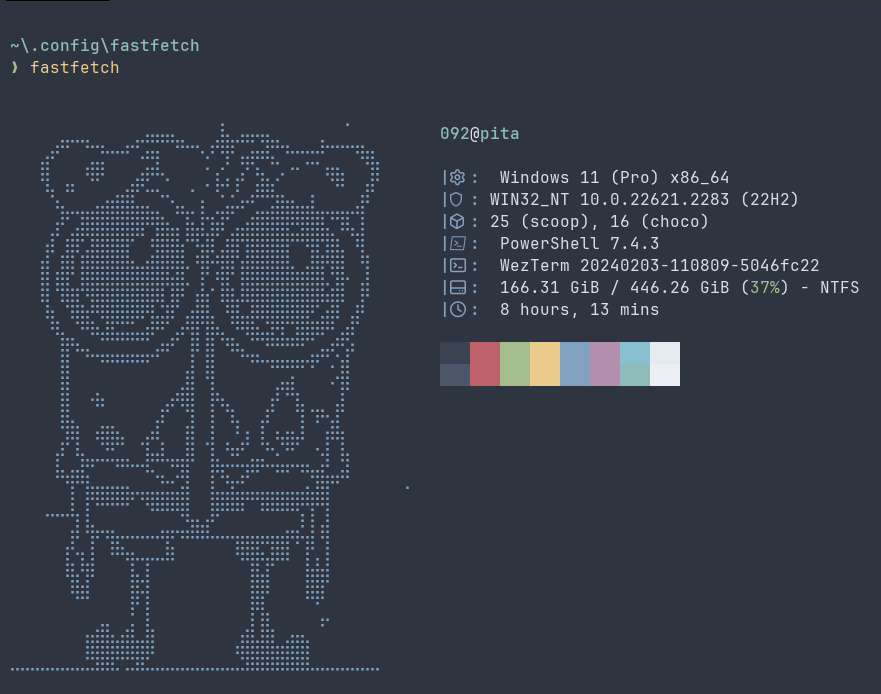 ~\.config\fastfetch
❯ fastfetch
092@pita
| : Windows 11 (Pro) x86_64
| : WIN32_NT 10.0.22621.2283 (22H2)
| : 25 (scoop), 16 (choco)
| : PowerShell 7.4.3
| : WezTerm 20240203-110809-5046fc22
| : 166.31 GiB / 446.26 GiB (37%) - NTFS
| : 8 hours, 13 mins